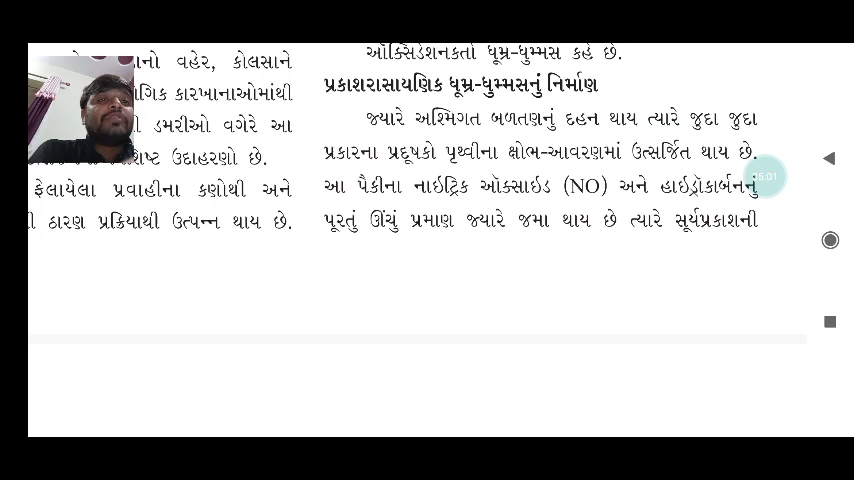 નો વહેર, કોલસાને
ગિક કારખાનાઓમાંથી
ડમરીઓ વગેરે આ
શિષ્ટ ઉદાહરણો છે.
ફેલાયેલા પ્રવાહીના કણોથી અને
ઠારણ પ્રક્રિયાથી ઉત્પન્ન થાય છે.
ઑક્સિડેશનકર્તા ધૂમ્ર-ધુમ્મસ કહે છે.
પ્રકાશરાસાયણિક ધૂમ્ર-ધુમ્મસનું નિર્માણ
જ્યારે અશ્મિગત બળતણનું દહન થાય ત્યારે જુદા જુદા
પ્રકારના પ્રદૂષકો પૃથ્વીના ક્ષોભ-આવરણમાં ઉત્સર્જિત થાય છે.
આ પૈકીના નાઇટ્રિક ઑક્સાઇડ (NO) અને હાઇડ્રૉકાર્બનનું
પૂરતું ઊંચું પ્રમાણ જ્યારે જમા થાય છે ત્યારે સૂર્યપ્રકાશની
15:01